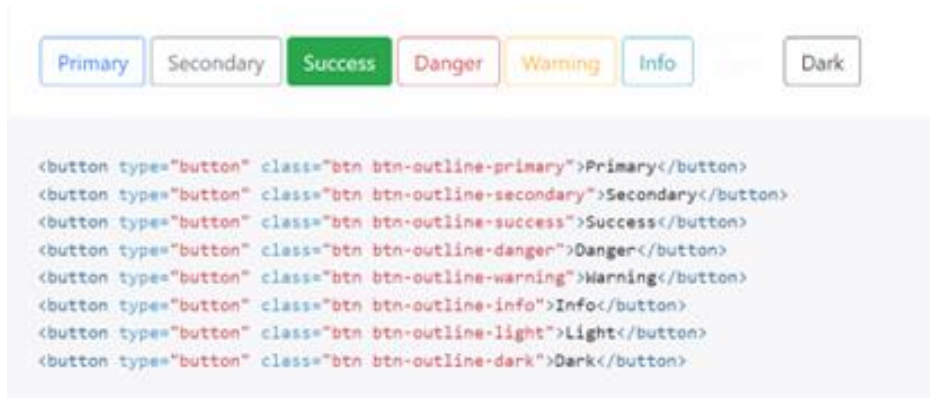 Primary Secondary Success Danger Warning Info Dark
<button type="button" class="btn btn-outline-primary">Primary</button>
<button type="button" class="btn btn-outline-secondary">Secondary</button>
<button type="button" class="btn btn-outline-success">Success</button>
<button type="button" class="btn btn-outline-danger">Danger</button>
<button type="button" class="btn btn-outline-warning">Warning</button>
<button type="button" class="btn btn-outline-info">Info</button>
<button type="button" class="btn btn-outline-light">Light</button>
<button type="button" class="btn btn-outline-dark">Dark</button>